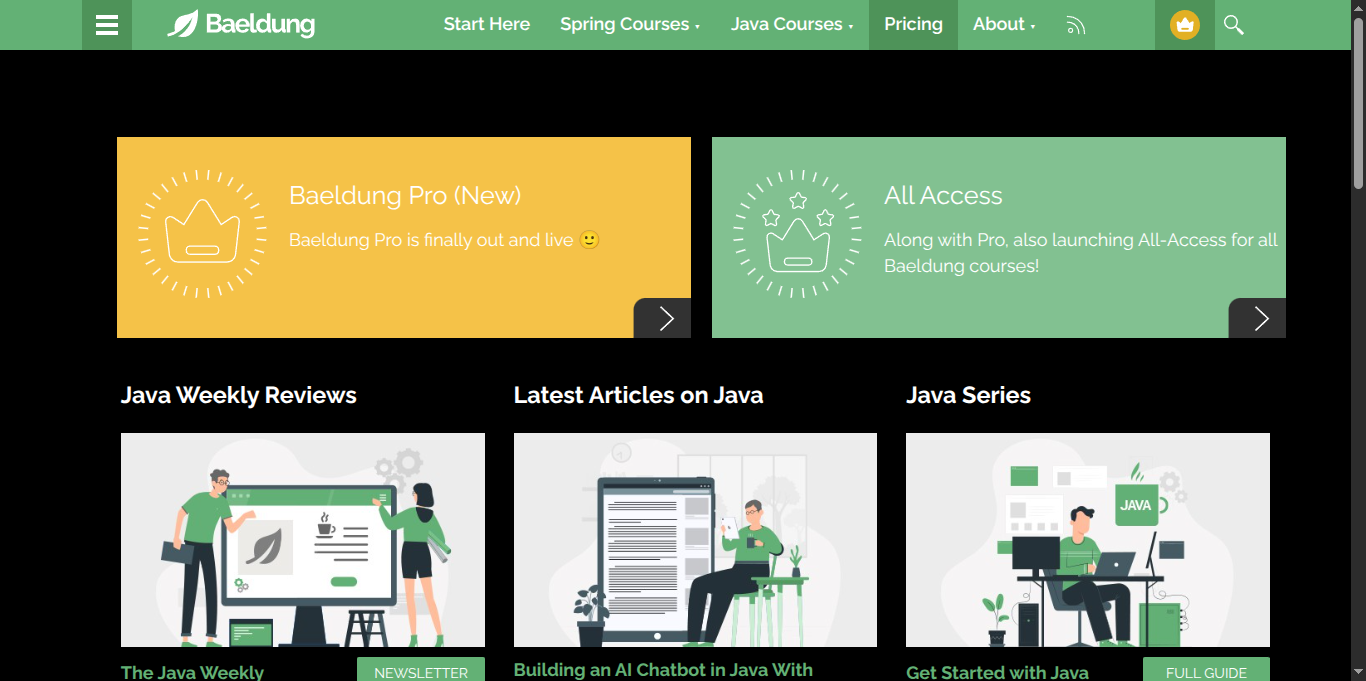 Baeldung
Start Here
Spring Courses
Java Courses
Pricing
About
Baeldung Pro (New)
Baeldung Pro is finally out and live 🙂
All Access
Along with Pro, also launching All-Access for all
Baeldung courses!
Java Weekly Reviews
Latest Articles on Java
Java Series
JAVA
The Java Weekly
NEWSLETTER
Building an AI Chatbot in Java With
Get Started with Java
FULL GUIDE